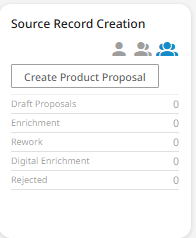 Source Record Creation
Create Product Proposal
Draft Proposals 0
Enrichment 0
Rework 0
Digital Enrichment 0
Rejected 0